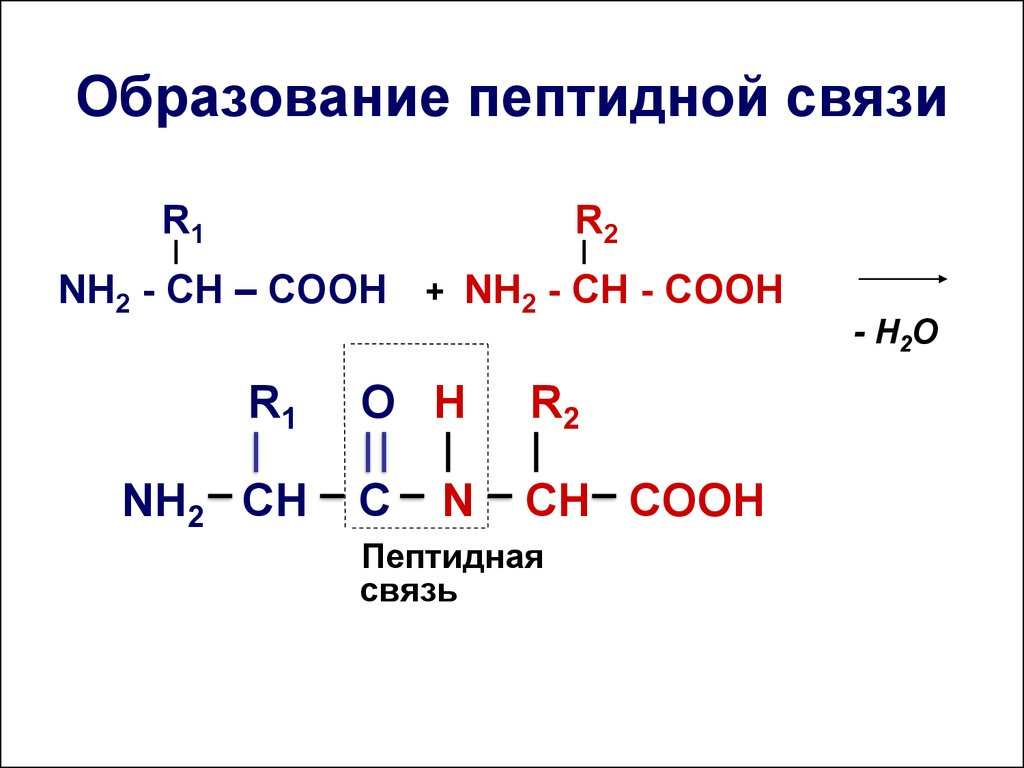 Образование пептидной связи
R1 R2
NH2 - CH – COOH + NH2 - CH - COOH
- H2O
R1 O H R2
NH2 – CH – C – N – CH – COOH
Пептидная
связь